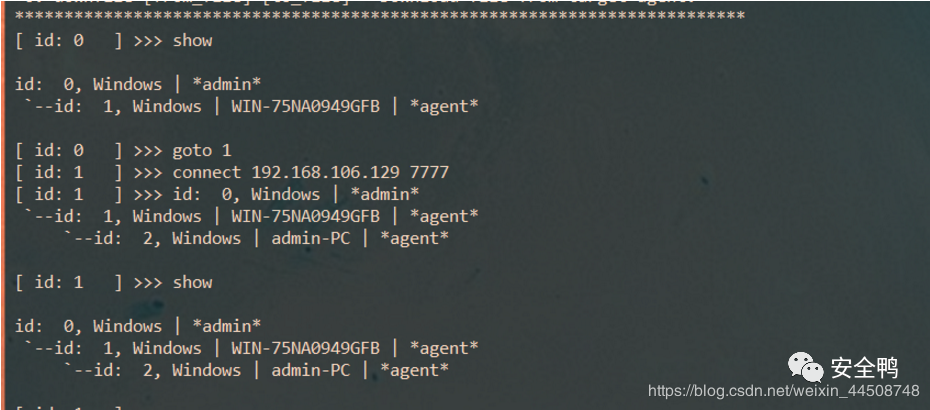 ****************************************************************************
[ id: 0   ] >>> show
id:  0, Windows | *admin*
`--id:  1, Windows | WIN-75NA0949GFB | *agent*
[ id: 0   ] >>> goto 1
[ id: 1   ] >>> connect 192.168.106.129 7777
[ id: 1   ] >>> id:  0, Windows | *admin*
`--id:  1, Windows | WIN-75NA0949GFB | *agent*
`--id:  2, Windows | admin-PC | *agent*
[ id: 1   ] >>> show
id:  0, Windows | *admin*
`--id:  1, Windows | WIN-75NA0949GFB | *agent*
`--id:  2, Windows | admin-PC | *agent*
安全鸭
https://blog.csdn.net/weixin_44508748